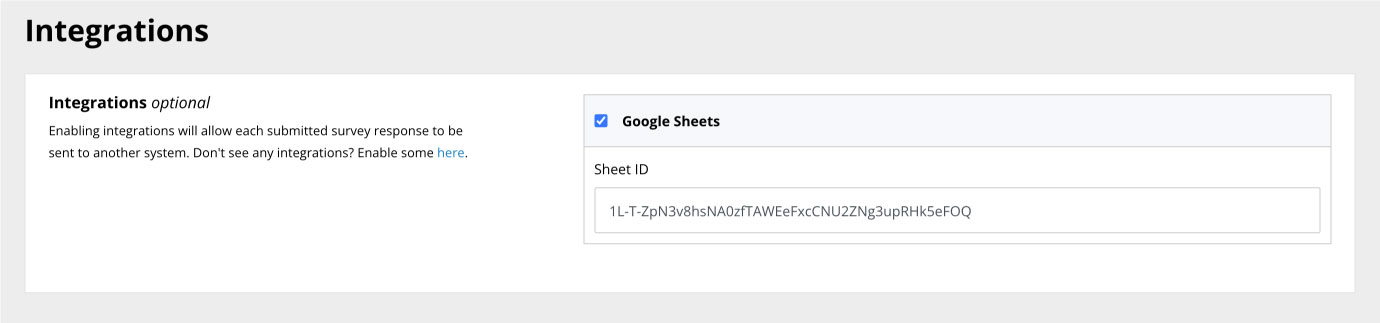 Integrations
Integrations optional
Enabling integrations will allow each submitted survey response to be
sent to another system. Don't see any integrations? Enable some here.
Google Sheets
Sheet ID
1L-T-ZpN3v8hsNA0zfTAWEeFxcCNU2ZNg3upRHk5eFOQ